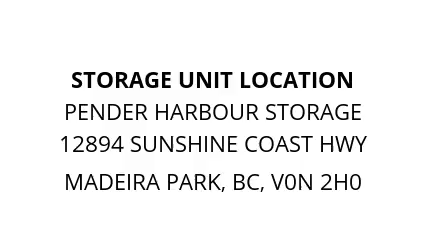 STORAGE UNIT LOCATION
PENDER HARBOUR STORAGE
12894 SUNSHINE COAST HWY
MADEIRA PARK, BC, V0N 2H0